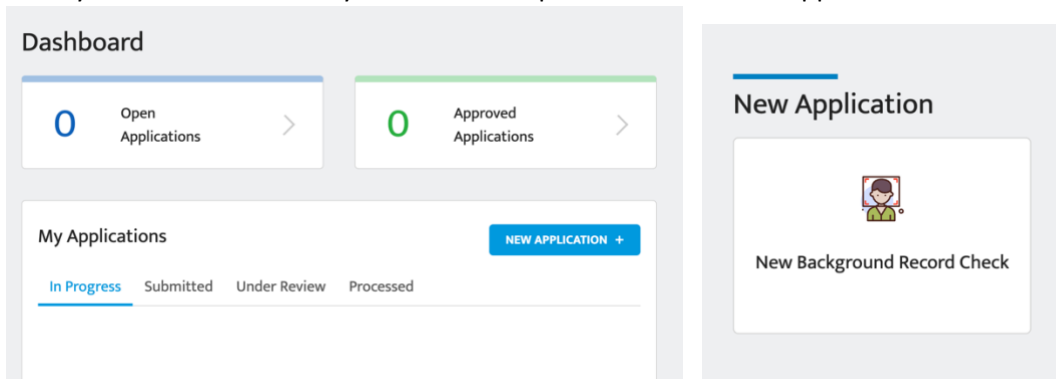 Dashboard
0
Open
Applications
0
Approved
Applications
My Applications
NEW APPLICATION +
In Progress Submitted Under Review Processed
New Application
New Background Record Check